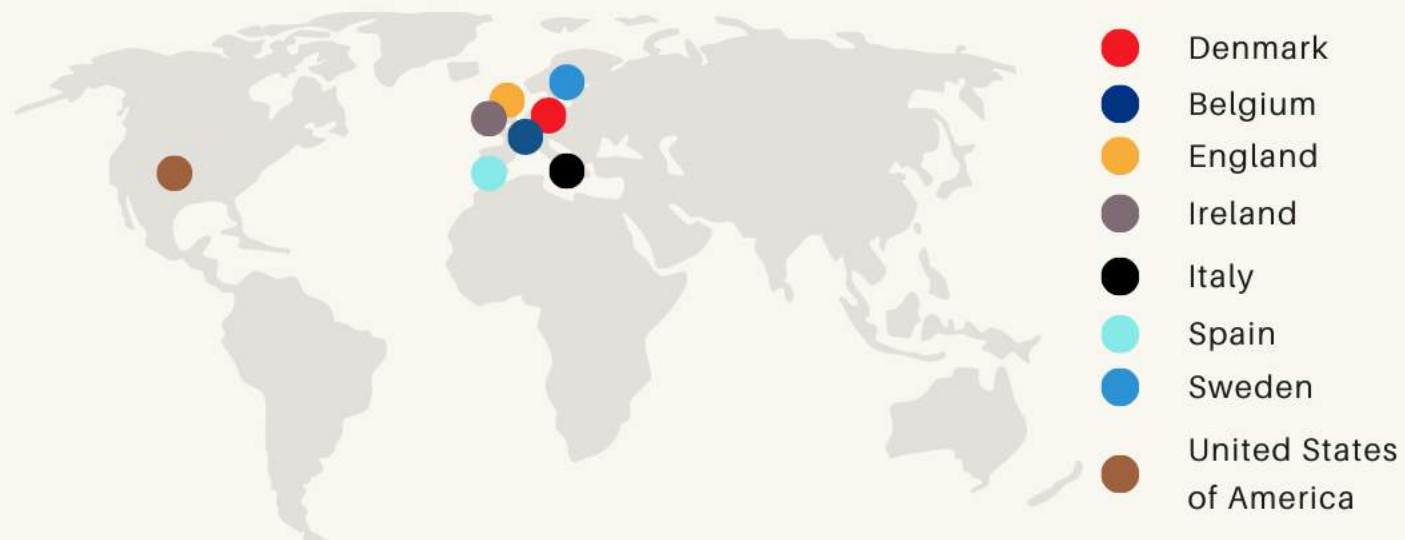 Denmark
Belgium
England
Ireland
Italy
Spain
Sweden
United States
of America